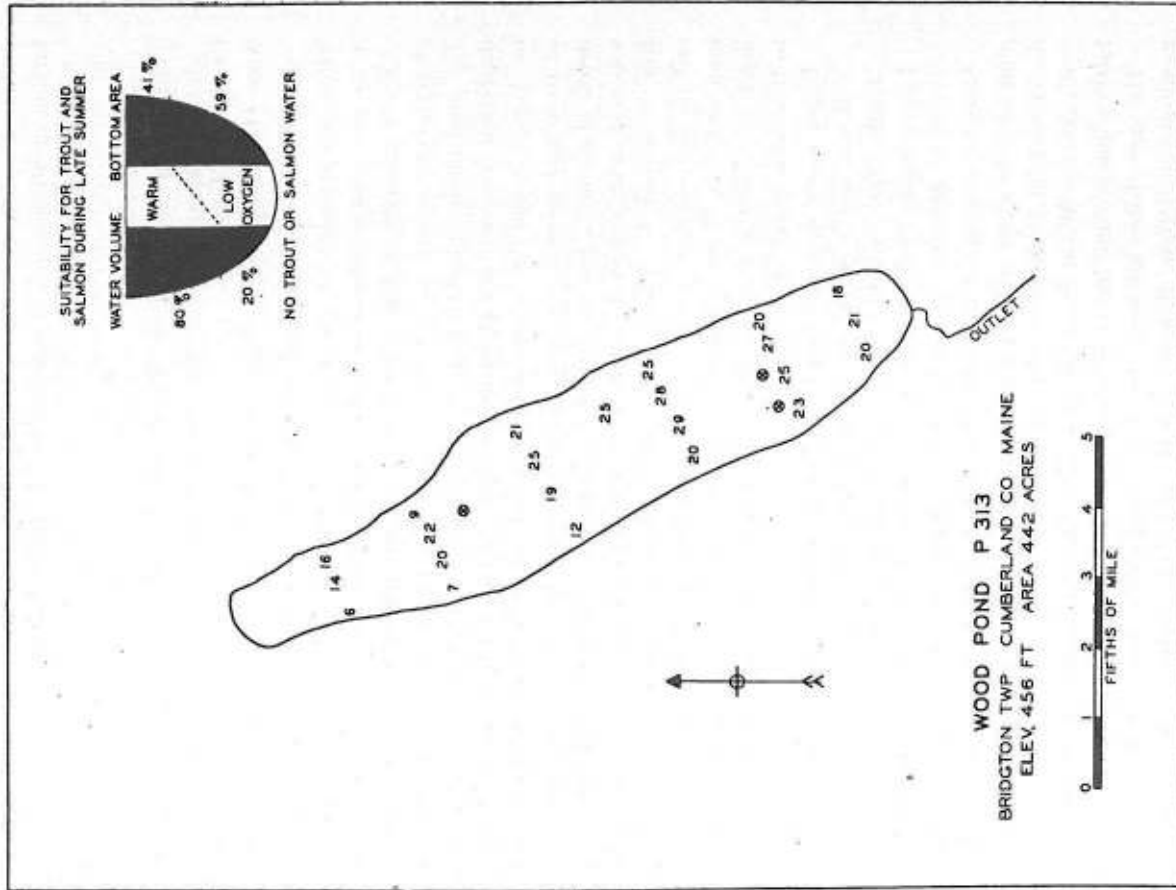 SUITABILITY FOR TROUT AND
SALMON DURING LATE SUMMER
WATER VOLUME BOTTOM AREA
WARM
LOW
OXYGEN
80 %
41 %
20 %
59 %
NO TROUT OR SALMON WATER
16
14
6
9
22
20
7
21
25
19
12
25
25
28
29
20
20
27
25
23
18
21
20
OUTLET
WOOD POND P 313
BRIDGTON TWP CUMBERLAND CO MAINE
ELEV. 456 FT AREA 442 ACRES
0 1 2 3 4 5
FIFTHS OF MILE